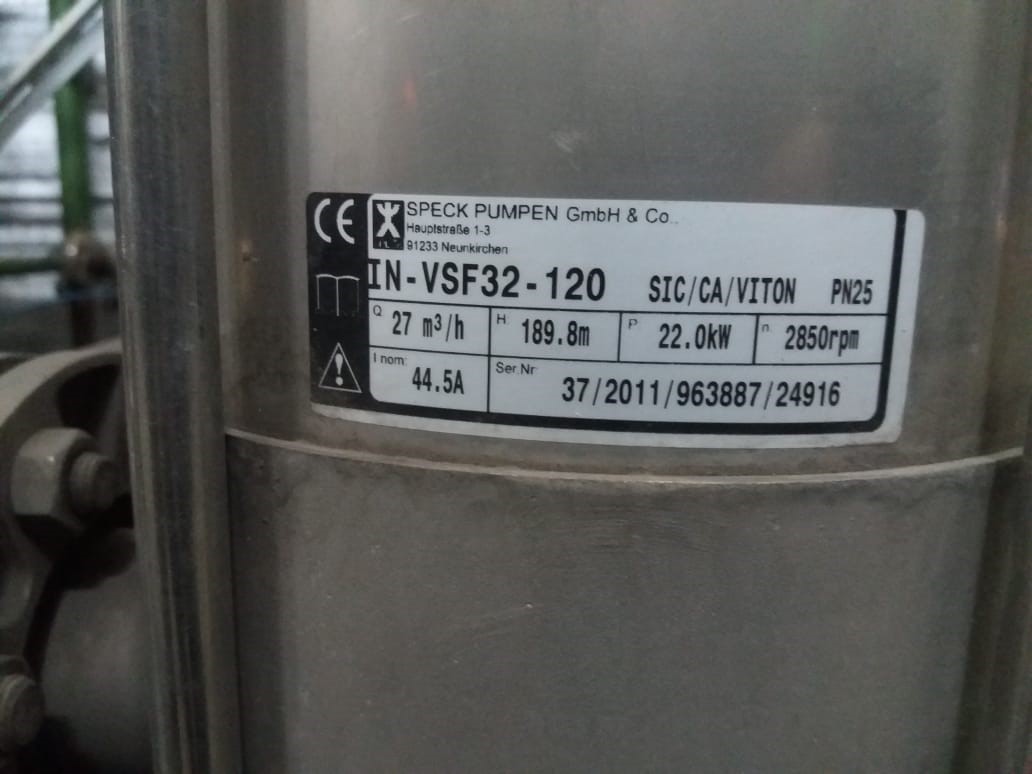 CE
SPECK PUMPEN GmbH & Co..
Hauptstraße 1-3
91233 Neunkirchen
IN-VSF32-120 SIC/CA/VITON PN25
Q 27 m³/h H 189.8m P 22.0kW n 2850rpm
I nom: 44.5A Ser.Nr 37/2011/963887/24916